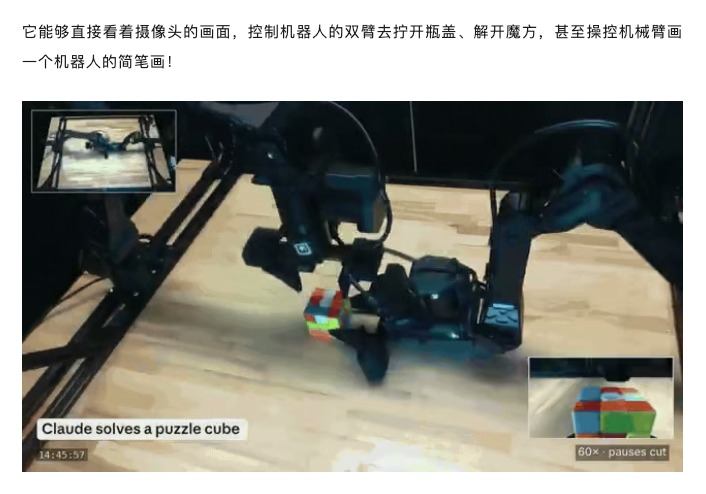 它能够直接看着摄像头的画面，控制机器人的双臂去拧开瓶盖、解开魔方，甚至操控机械臂画
一个机器人的简笔画！
Claude solves a puzzle cube
14:45:57
60× · pauses cut